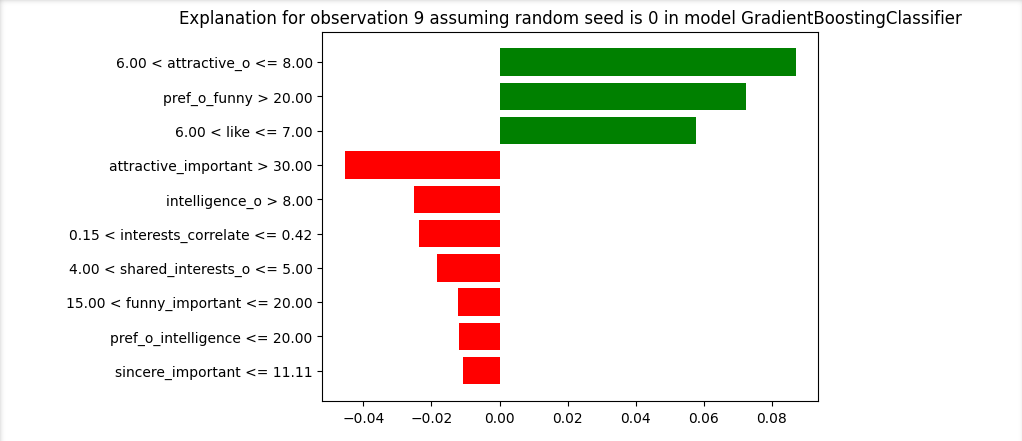 Explanation for observation 9 assuming random seed is 0 in model GradientBoostingClassifier
6.00 < attractive_o <= 8.00
pref_o_funny > 20.00
6.00 < like <= 7.00
attractive_important > 30.00
intelligence_o > 8.00
0.15 < interests_correlate <= 0.42
4.00 < shared_interests_o <= 5.00
15.00 < funny_important <= 20.00
pref_o_intelligence <= 20.00
sincere_important <= 11.11
−0.04 −0.02 0.00 0.02 0.04 0.06 0.08